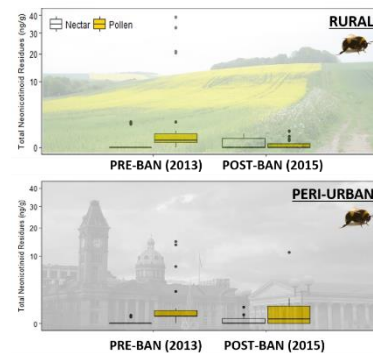 RURAL
Nectar Pollen
Total Neonicotinoid Residues (ng/g)
40
30
20
10
0
PRE-BAN (2013) POST-BAN (2015)
PERI-URBAN
Total Neonicotinoid Residues (ng/g)
40
30
20
10
0
PRE-BAN (2013) POST-BAN (2015)